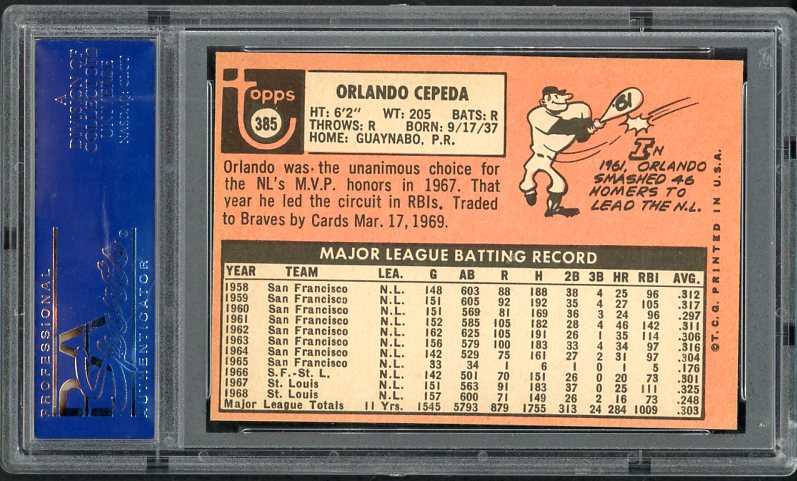 A
DIVISION OF
COLLECTORS
UNIVERSE
NASDAQ: CLCT
PROFESSIONAL
PSA
Sports
AUTHENTICATOR
topps
385
ORLANDO CEPEDA
HT: 6'2" WT: 205 BATS: R
THROWS: R BORN: 9/17/37
HOME: GUAYNABO, P.R.
Orlando was the unanimous choice for
the NL's M.V.P. honors in 1967. That
year he led the circuit in RBIs. Traded
to Braves by Cards Mar. 17, 1969.
'61
IN
1961, ORLANDO
SMASHED 46
HOMERS TO
LEAD THE N.L.
MAJOR LEAGUE BATTING RECORD
YEAR TEAM LEA. G AB R H 2B 3B HR RBI AVG.
1958 San Francisco N.L. 148 603 88 188 38 4 25 96 .312
1959 San Francisco N.L. 151 605 92 192 35 4 27 105 .317
1960 San Francisco N.L. 151 569 81 169 36 3 24 96 .297
1961 San Francisco N.L. 152 585 105 182 28 4 46 142 .311
1962 San Francisco N.L. 162 625 105 191 26 1 35 114 .306
1963 San Francisco N.L. 156 579 100 183 33 4 34 97 .316
1964 San Francisco N.L. 142 529 75 161 27 2 31 97 .304
1965 San Francisco N.L. 33 34 1 6 1 0 1 5 .176
1966 S.F.-St. L. N.L. 142 501 70 151 26 0 20 73 .301
1967 St. Louis N.L. 151 563 91 183 37 0 25 111 .325
1968 St. Louis N.L. 157 600 71 149 26 2 16 73 .248
Major League Totals 11 Yrs. 1545 5793 879 1755 313 24 284 1009 .303
©T.C.G. PRINTED IN U.S.A.